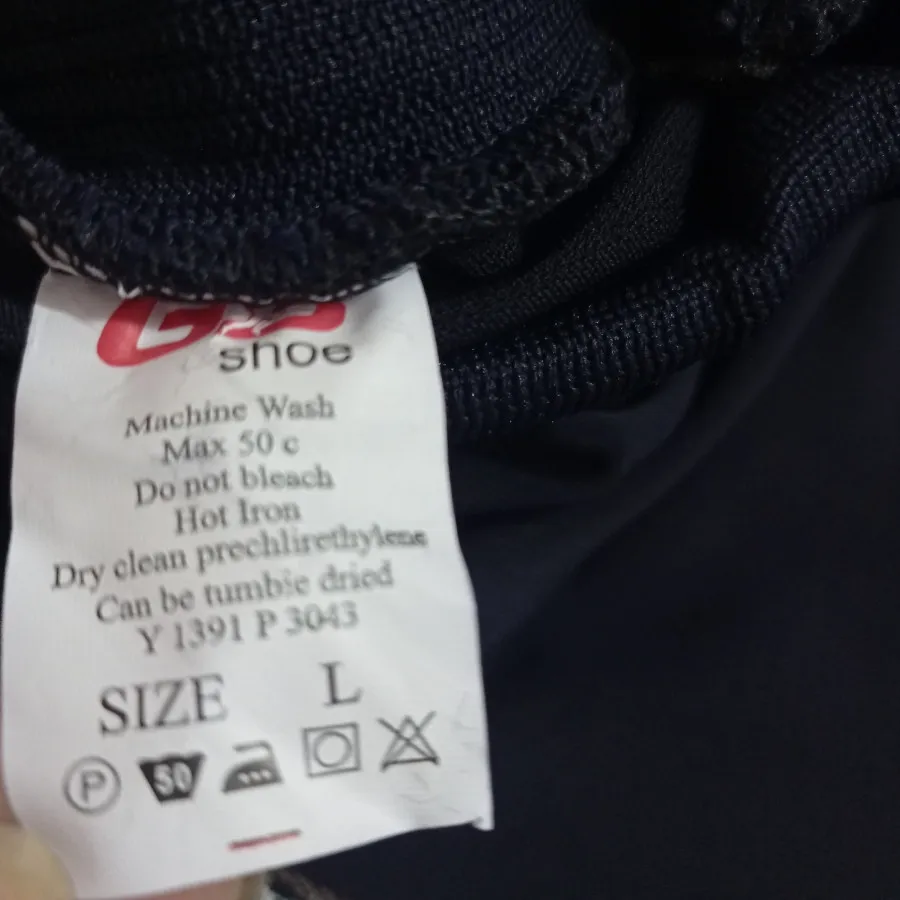 shoe
Machine Wash
Max 50 c
Do not bleach
Hot Iron
Dry clean prechlirethylene
Can be tumbie dried
Y 1391 P 3043
SIZE L
P 50